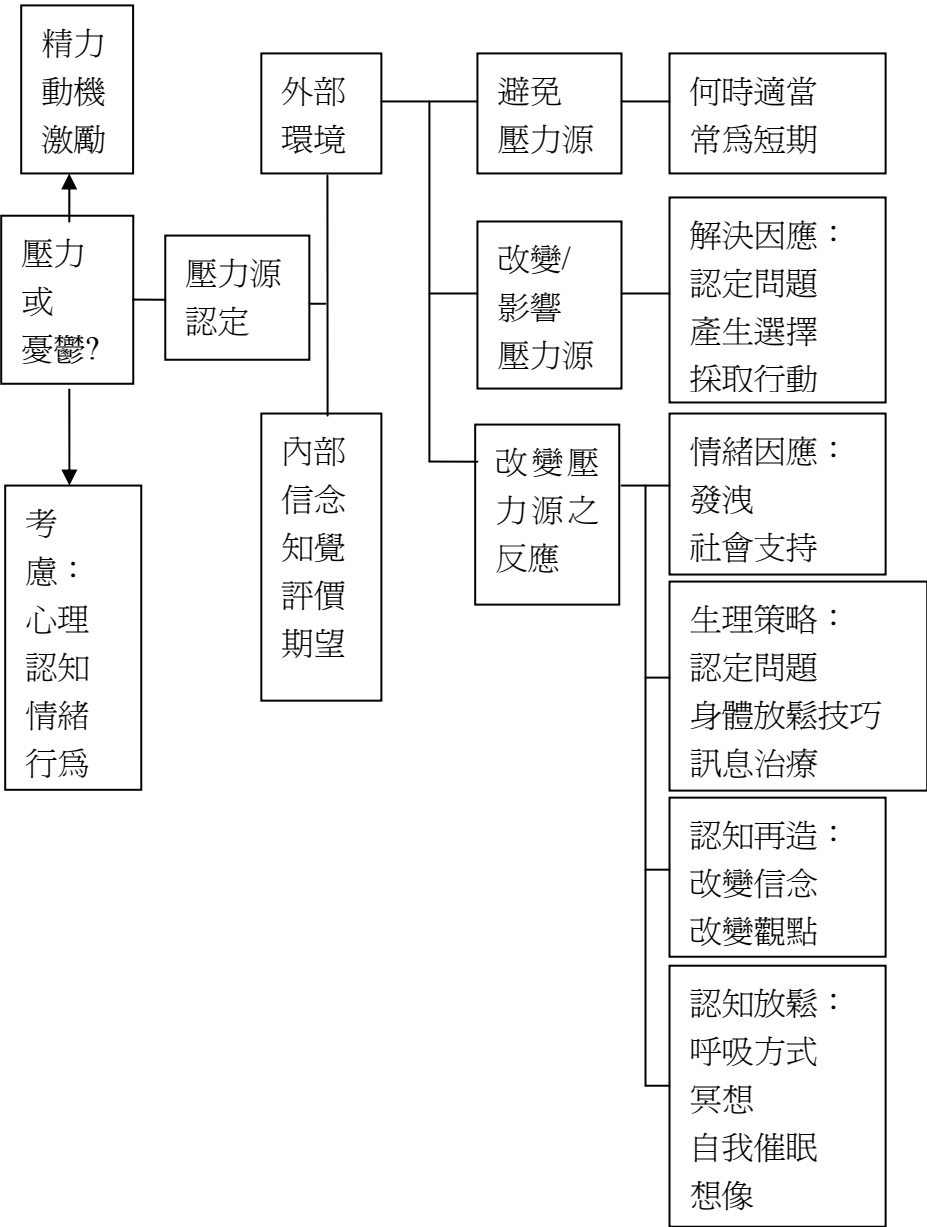 精力
動機
激勵
壓力
或
憂鬱?
考
慮：
心理
認知
情緒
行爲
壓力源
認定
外部
環境
內部
信念
知覺
評價
期望
避免
壓力源
改變/
影響
壓力源
改變壓
力源之
反應
何時適當
常爲短期
解決因應：
認定問題
產生選擇
採取行動
情緒因應：
發洩
社會支持
生理策略：
認定問題
身體放鬆技巧
訊息治療
認知再造：
改變信念
改變觀點
認知放鬆：
呼吸方式
冥想
自我催眠
想像